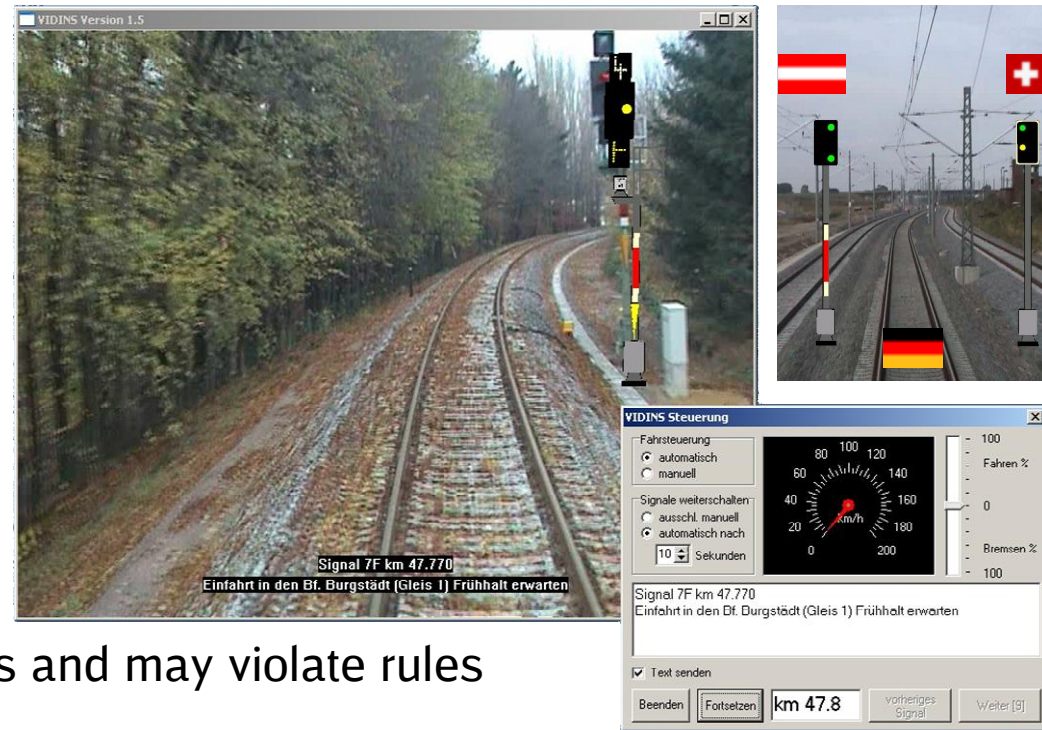 VIDINS Version 1.5
4
Signal 7F km 47.770
Einfahrt in den Bf. Burgstädt (Gleis 1) Frühhalt erwarten
VIDINS Steuerung
Fahrsteuerung
automatisch
manuell
Signale weiterschalten
ausschl. manuell
automatisch nach
10 Sekunden
0 20 40 60 80 100 120 140 160 180 200
km/h
100
Fahren %
0
Bremsen %
100
Signal 7F km 47.770
Einfahrt in den Bf. Burgstädt (Gleis 1) Frühhalt erwarten
Text senden
Beenden
Fortsetzen
km 47.8
vorheriges
Signal
Weiter [9]
s and may violate rules